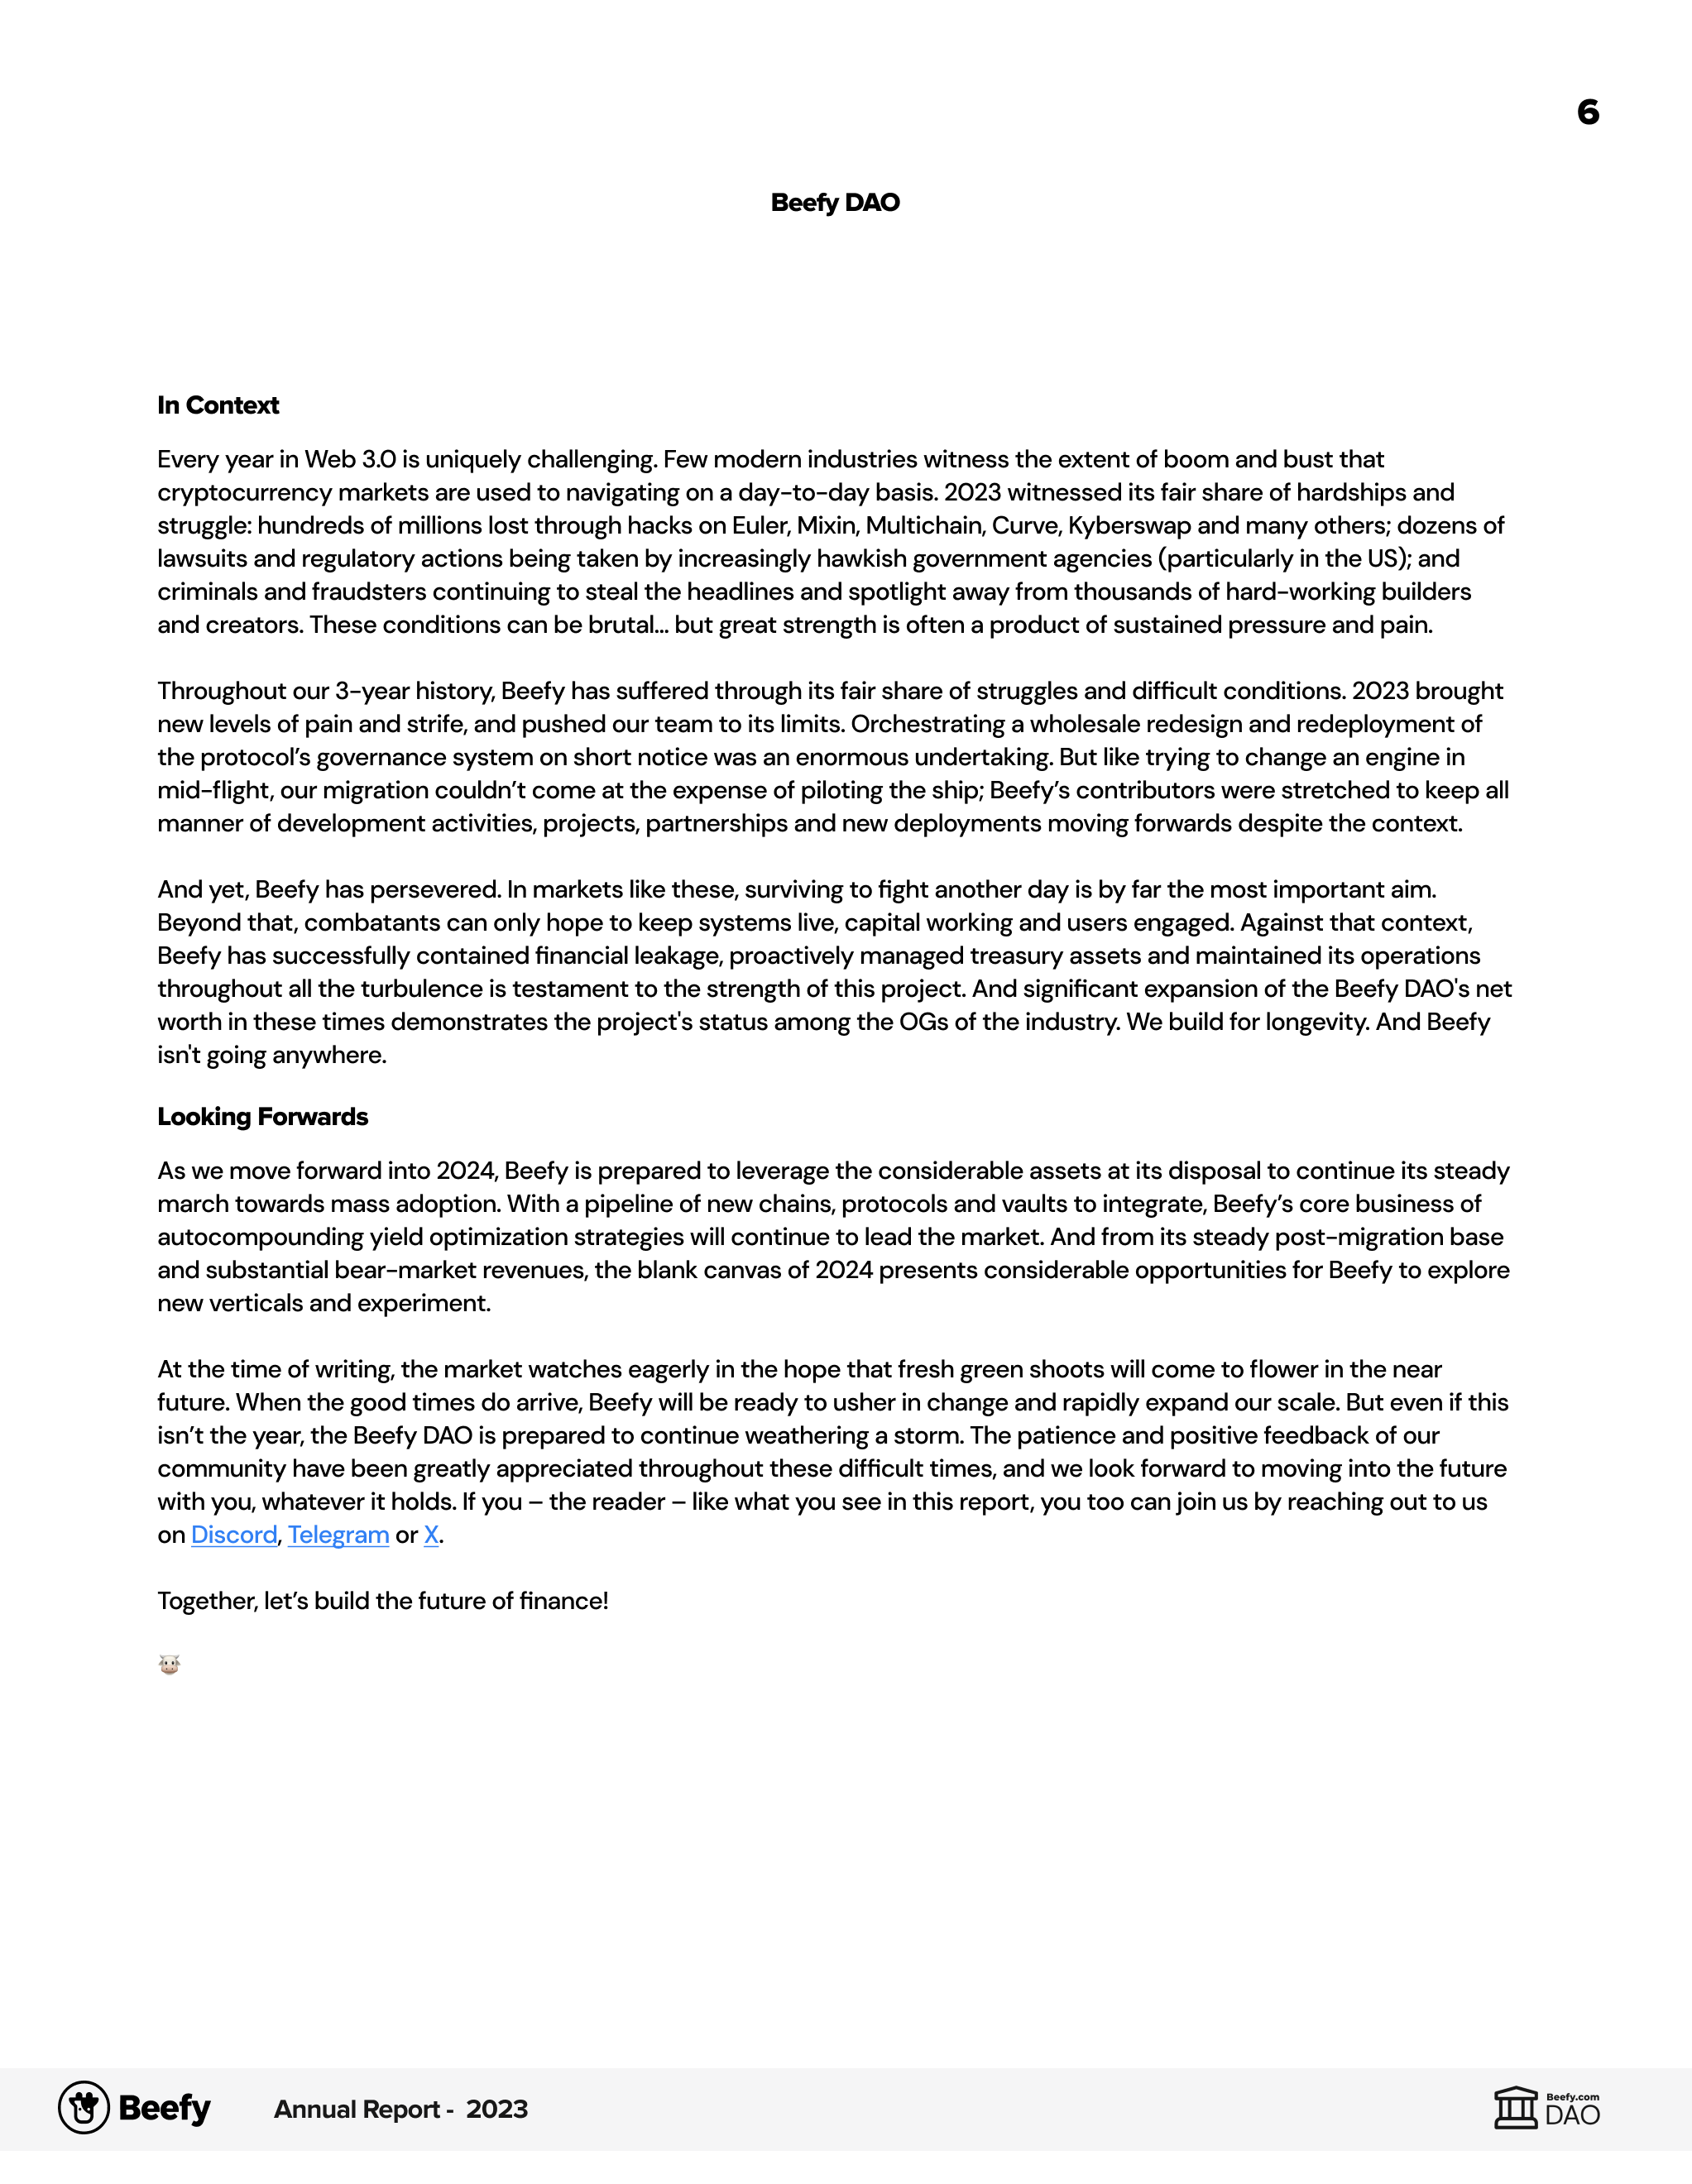 6
Beefy DAO
In Context
Every year in Web 3.0 is uniquely challenging. Few modern industries witness the extent of boom and bust that
cryptocurrency markets are used to navigating on a day-to-day basis. 2023 witnessed its fair share of hardships and
struggle: hundreds of millions lost through hacks on Euler, Mixin, Multichain, Curve, Kyberswap and many others; dozens of
lawsuits and regulatory actions being taken by increasingly hawkish government agencies (particularly in the US); and
criminals and fraudsters continuing to steal the headlines and spotlight away from thousands of hard-working builders
and creators. These conditions can be brutal... but great strength is often a product of sustained pressure and pain.
Throughout our 3-year history, Beefy has suffered through its fair share of struggles and difficult conditions. 2023 brought
new levels of pain and strife, and pushed our team to its limits. Orchestrating a wholesale redesign and redeployment of
the protocol’s governance system on short notice was an enormous undertaking. But like trying to change an engine in
mid-flight, our migration couldn’t come at the expense of piloting the ship; Beefy’s contributors were stretched to keep all
manner of development activities, projects, partnerships and new deployments moving forwards despite the context.
And yet, Beefy has persevered. In markets like these, surviving to fight another day is by far the most important aim.
Beyond that, combatants can only hope to keep systems live, capital working and users engaged. Against that context,
Beefy has successfully contained financial leakage, proactively managed treasury assets and maintained its operations
throughout all the turbulence is testament to the strength of this project. And significant expansion of the Beefy DAO's net
worth in these times demonstrates the project's status among the OGs of the industry. We build for longevity. And Beefy
isn't going anywhere.
Looking Forwards
As we move forward into 2024, Beefy is prepared to leverage the considerable assets at its disposal to continue its steady
march towards mass adoption. With a pipeline of new chains, protocols and vaults to integrate, Beefy’s core business of
autocompounding yield optimization strategies will continue to lead the market. And from its steady post-migration base
and substantial bear-market revenues, the blank canvas of 2024 presents considerable opportunities for Beefy to explore
new verticals and experiment.
At the time of writing, the market watches eagerly in the hope that fresh green shoots will come to flower in the near
future. When the good times do arrive, Beefy will be ready to usher in change and rapidly expand our scale. But even if this
isn’t the year, the Beefy DAO is prepared to continue weathering a storm. The patience and positive feedback of our
community have been greatly appreciated throughout these difficult times, and we look forward to moving into the future
with you, whatever it holds. If you – the reader – like what you see in this report, you too can join us by reaching out to us
on Discord, Telegram or X.
Together, let’s build the future of finance!
Beefy
Annual Report - 2023
Beefy.com
DAO